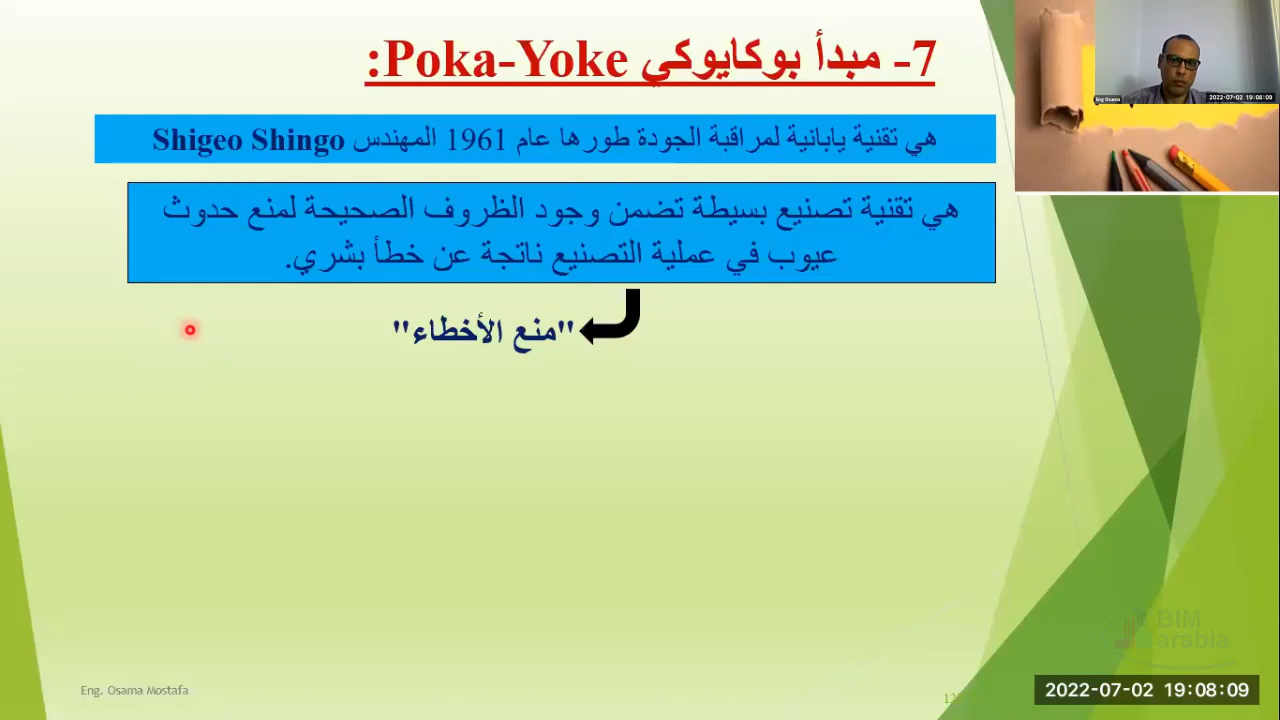 7- مبدأ بوكايوكي Poka-Yoke:
هي تقنية يابانية لمراقبة الجودة طورها عام 1961 المهندس Shigeo Shingo
هي تقنية تصنيع بسيطة تضمن وجود الظروف الصحيحة لمنع حدوث
عيوب في عملية التصنيع ناتجة عن خطأ بشري.
"منع الأخطاء"
Eng Osama
2022-07-02 19:08:09
BIM
arabia
Eng. Osama Mostafa
2022-07-02 19:08:09